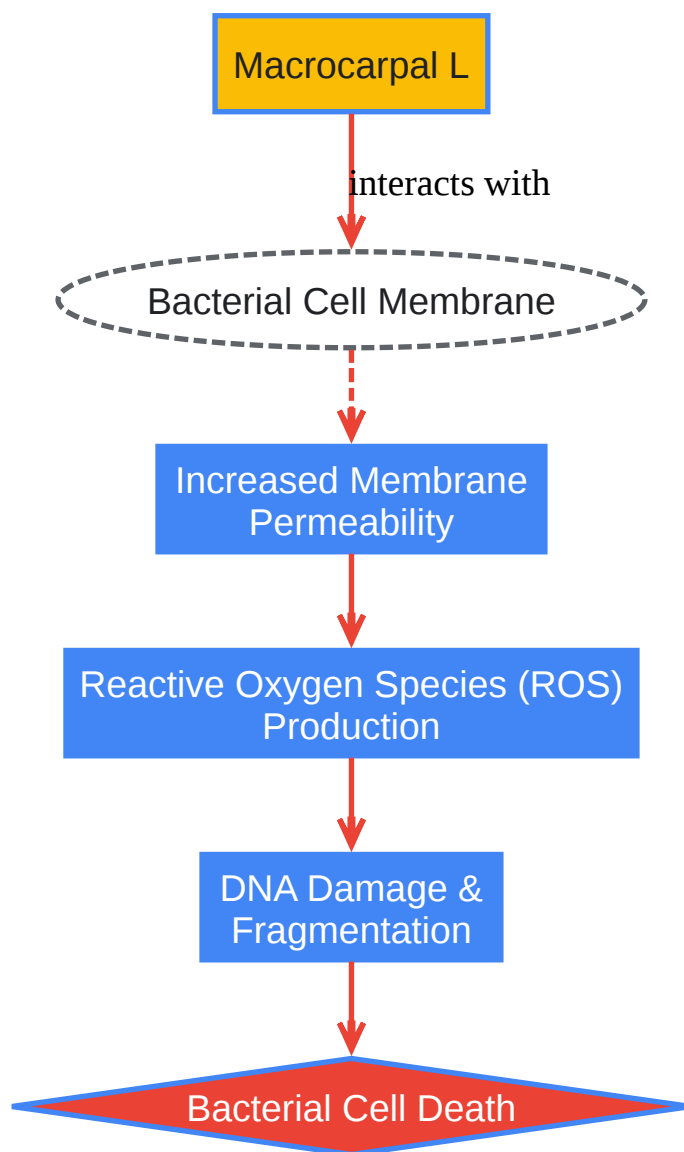 Macrocarpal L
interacts with
Bacterial Cell Membrane
Increased Membrane
Permeability
Reactive Oxygen Species (ROS)
Production
DNA Damage &
Fragmentation
Bacterial Cell Death